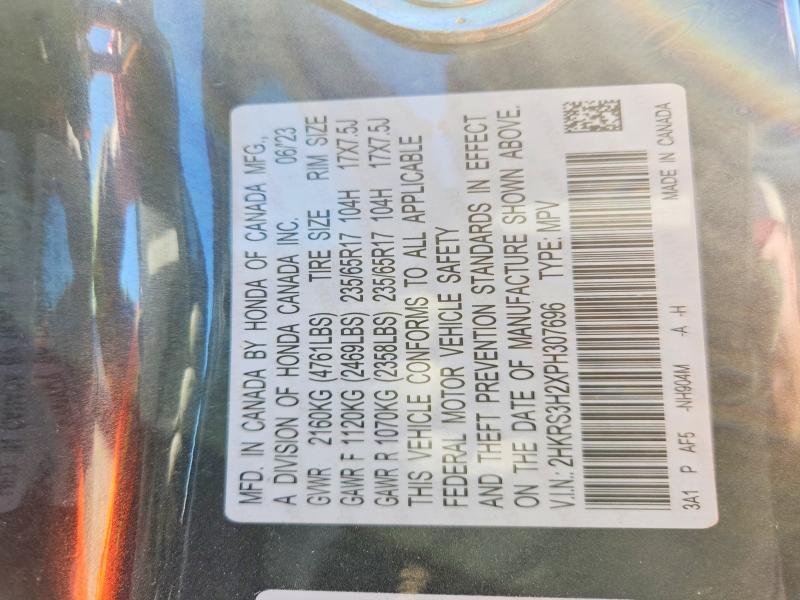 MFD. IN CANADA BY HONDA OF CANADA MFG.,
A DIVISION OF HONDA CANADA INC. 06/23
GVWR 2160KG (4761LBS) TIRE SIZE RIM SIZE
GAWR F 1120KG (2469LBS) 235/65R17 104H 17X7.5J
GAWR R 1070KG (2358LBS) 235/65R17 104H 17X7.5J
THIS VEHICLE CONFORMS TO ALL APPLICABLE
FEDERAL MOTOR VEHICLE SAFETY
AND THEFT PREVENTION STANDARDS IN EFFECT
ON THE DATE OF MANUFACTURE SHOWN ABOVE.
V.I.N.: 2HKRS3H2XPH307696 TYPE: MPV
3A1 P AF5 -NH904M -A -H MADE IN CANADA